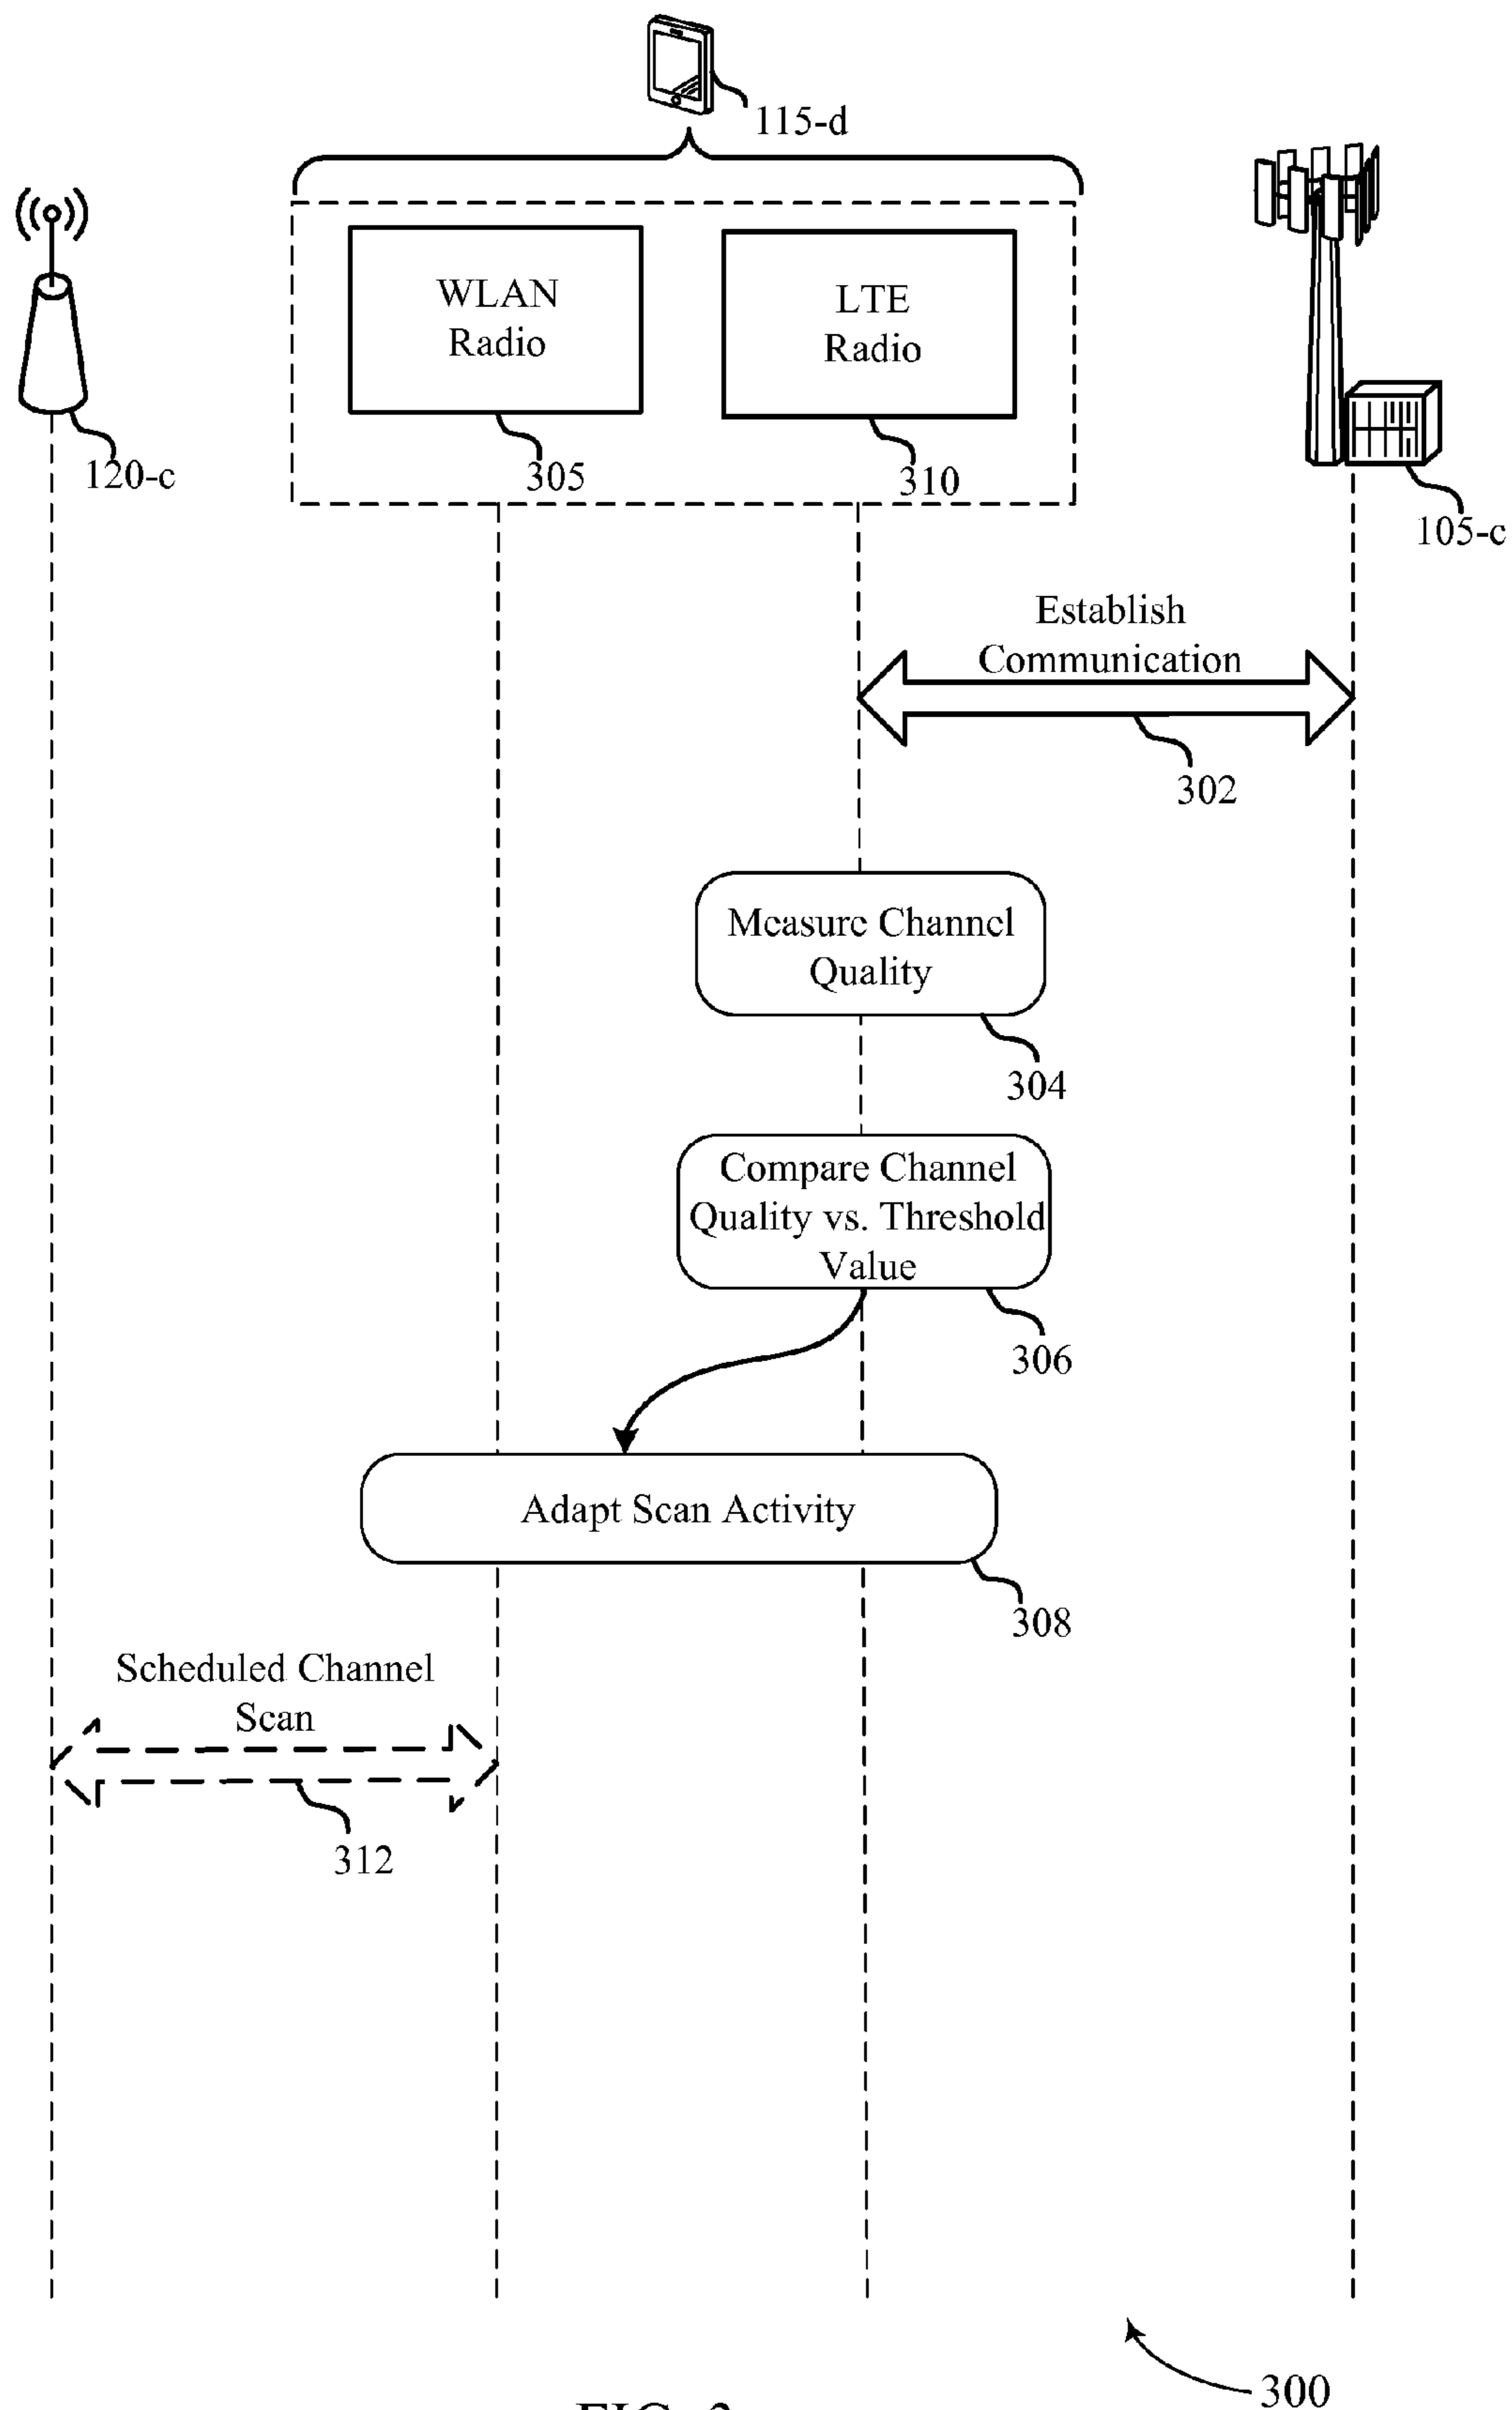 115-d
WLAN
Radio
LTE
Radio
120-c
305
310
105-c
Establish
Communication
302
Measure Channel
Quality
304
Compare Channel
Quality vs. Threshold
Value
306
Adapt Scan Activity
308
Scheduled Channel
Scan
312
300